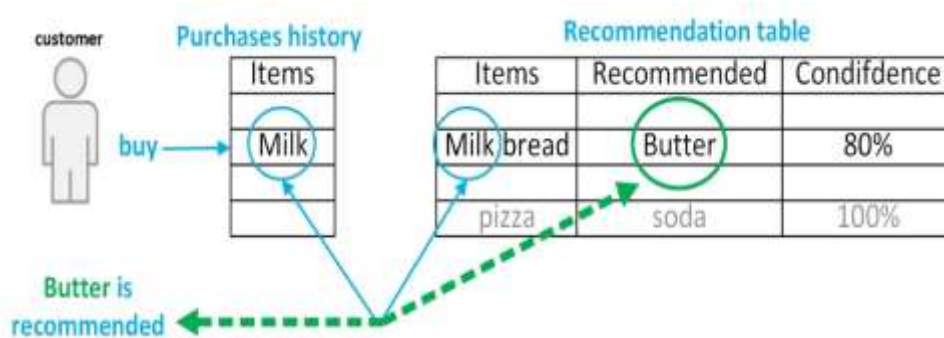 customer
Purchases history
Recommendation table
Items
Items Recommended Condifdence
buy
Milk
Milk bread Butter 80%
pizza soda 100%
Butter is
recommended